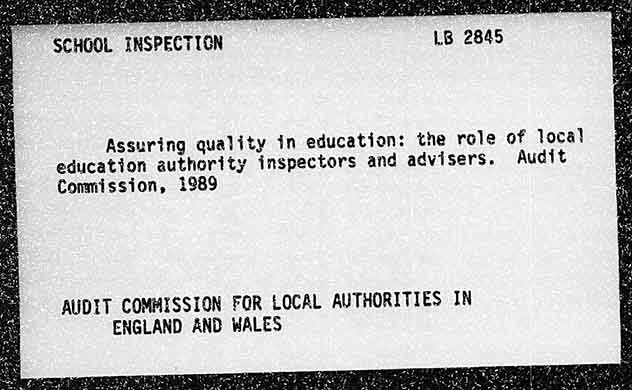 SCHOOL INSPECTION LB 2845
Assuring quality in education: the role of local
education authority inspectors and advisers. Audit
Commission, 1989
AUDIT COMMISSION FOR LOCAL AUTHORITIES IN
ENGLAND AND WALES